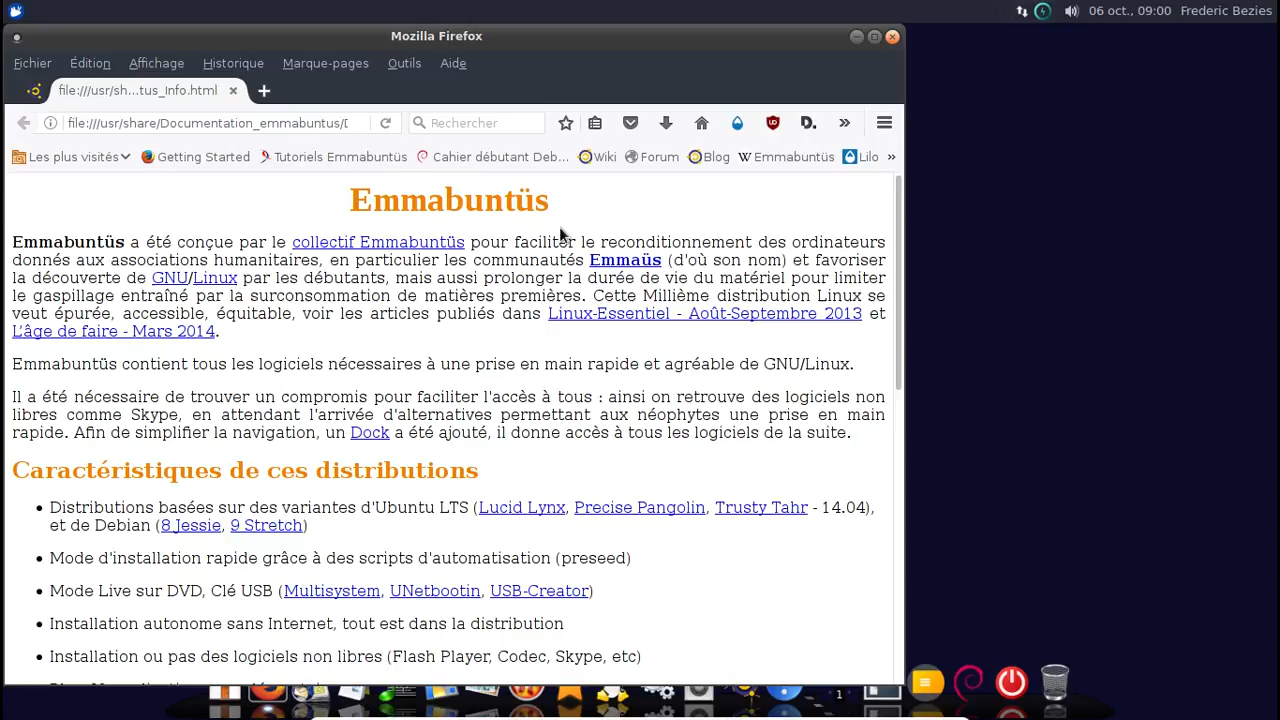 06 oct., 09:00 Frederic Bezies
Mozilla Firefox
Fichier Édition Affichage Historique Marque-pages Outils Aide
file:///usr/sh...tus_Info.html
file:///usr/share/Documentation_emmabuntus/ Rechercher
Les plus visités Getting Started Tutoriels Emmabuntüs Cahier débutant Deb... Wiki Forum Blog W Emmabuntüs Lilo
Emmabuntüs
Emmabuntüs a été conçue par le collectif Emmabuntüs pour faciliter le reconditionnement des ordinateurs
donnés aux associations humanitaires, en particulier les communautés Emmaüs (d'où son nom) et favoriser
la découverte de GNU/Linux par les débutants, mais aussi prolonger la durée de vie du matériel pour limiter
le gaspillage entraîné par la surconsommation de matières premières. Cette Millième distribution Linux se
veut épurée, accessible, équitable, voir les articles publiés dans Linux-Essentiel - Août-Septembre 2013 et
L'âge de faire - Mars 2014.
Emmabuntüs contient tous les logiciels nécessaires à une prise en main rapide et agréable de GNU/Linux.
Il a été nécessaire de trouver un compromis pour faciliter l'accès à tous : ainsi on retrouve des logiciels non
libres comme Skype, en attendant l'arrivée d'alternatives permettant aux néophytes une prise en main
rapide. Afin de simplifier la navigation, un Dock a été ajouté, il donne accès à tous les logiciels de la suite.
Caractéristiques de ces distributions
• Distributions basées sur des variantes d'Ubuntu LTS (Lucid Lynx, Precise Pangolin, Trusty Tahr - 14.04),
et de Debian (8 Jessie, 9 Stretch)
• Mode d'installation rapide grâce à des scripts d'automatisation (preseed)
• Mode Live sur DVD, Clé USB (Multisystem, UNetbootin, USB-Creator)
• Installation autonome sans Internet, tout est dans la distribution
• Installation ou pas des logiciels non libres (Flash Player, Codec, Skype, etc)